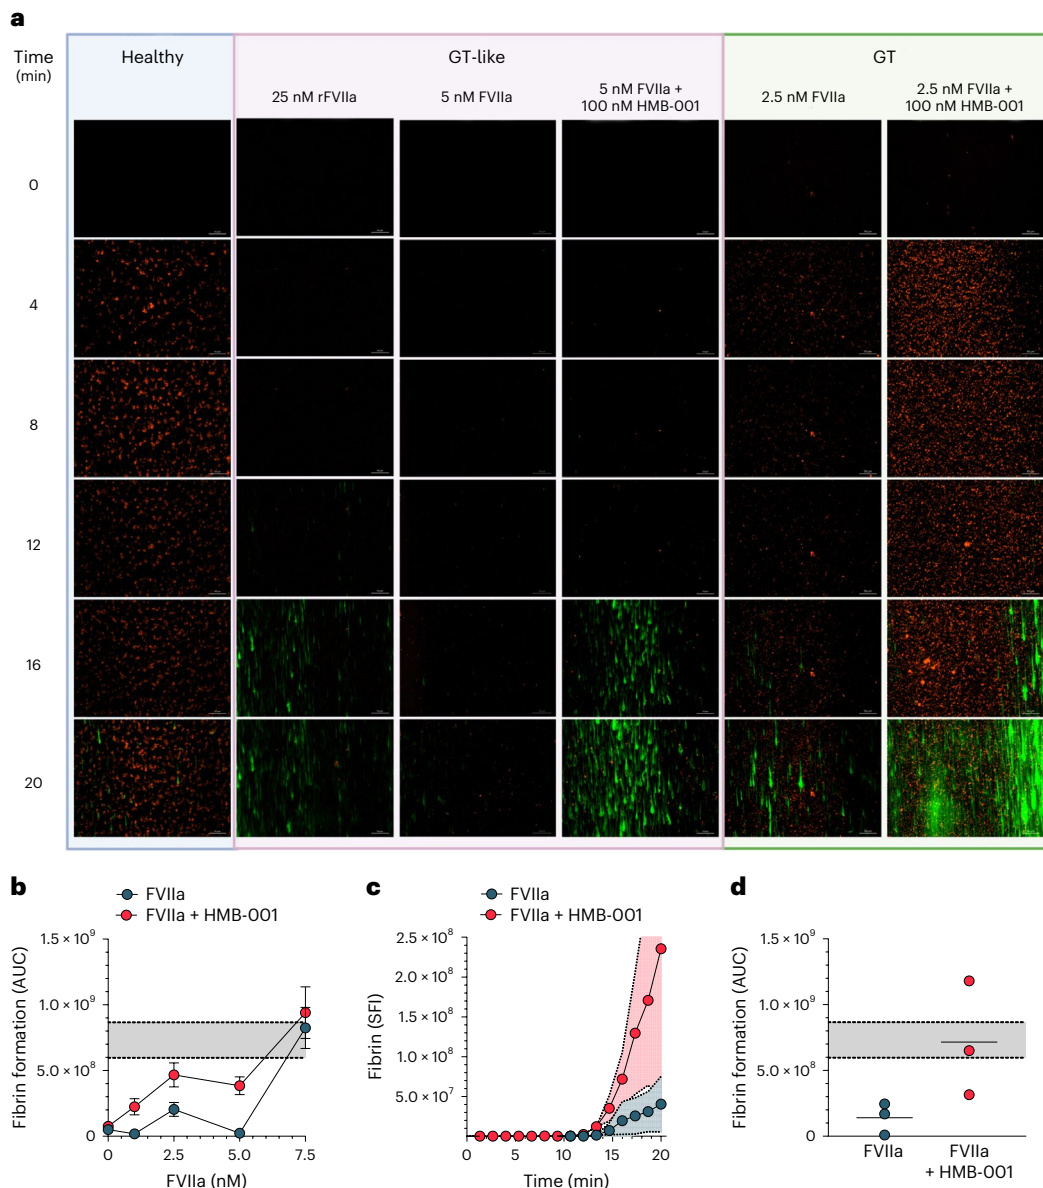 a
Time
(min)
Healthy
GT-like
GT
25 nM rFVIIa
5 nM FVIIa
5 nM FVIIa +
100 nM HMB-001
2.5 nM FVIIa
2.5 nM FVIIa +
100 nM HMB-001
0
4
8
12
16
20
b
FVIIa
FVIIa + HMB-001
Fibrin formation (AUC)
1.5 × 10⁹
1.0 × 10⁹
5.0 × 10⁸
0
0
2.5
5.0
7.5
FVIIa (nM)
c
FVIIa
FVIIa + HMB-001
Fibrin (SFI)
2.5 × 10⁸
2.0 × 10⁸
1.5 × 10⁸
1.0 × 10⁸
5.0 × 10⁷
0
0
5
10
15
20
Time (min)
d
Fibrin formation (AUC)
1.5 × 10⁹
1.0 × 10⁹
5.0 × 10⁸
0
FVIIa
FVIIa
+ HMB-001